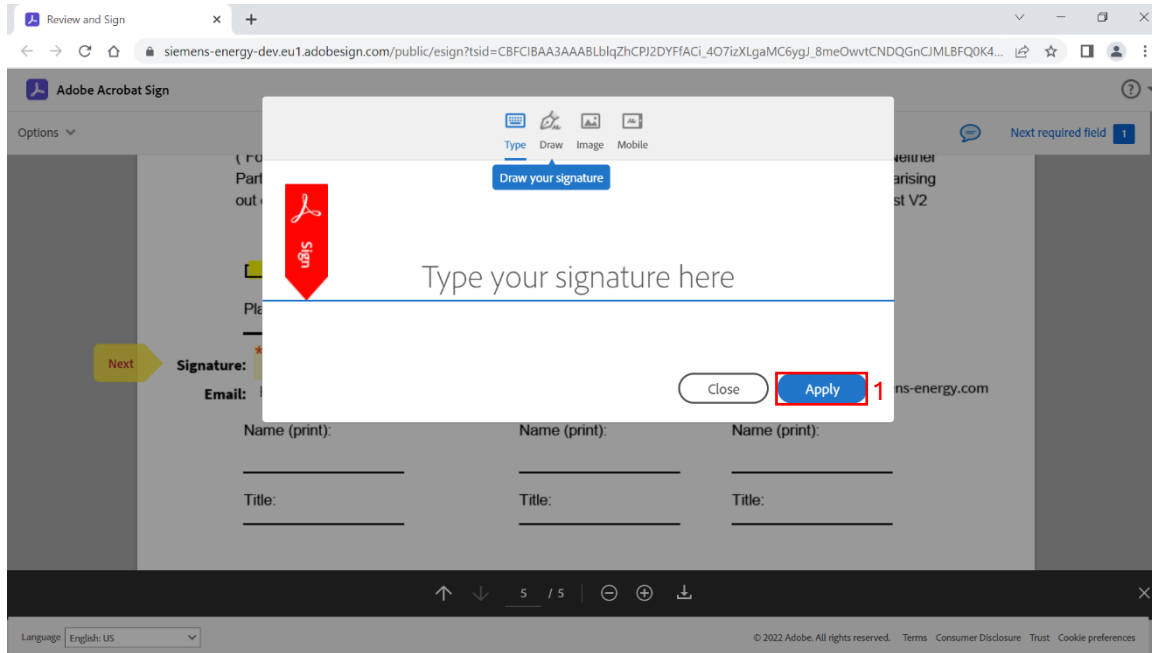 Review and Sign
siemens-energy-dev.eu1.adobesign.com/public/esign?tsid=CBFCIBAA3AAABLblqZhCPJ2DYFfACi_4O7izXLgaMC6ygJ_8meOwvtCNDQGnCJMLBFQ0K4...
Adobe Acrobat Sign
Options
Next required field 1
Type Draw Image Mobile
Draw your signature
Part
arising
out
st V2
Sign
Type your signature here
Next
Signature:
*
Email:
ns-energy.com
Close Apply 1
Name (print): Name (print): Name (print):
Title: Title: Title:
5 / 5
Language English: US
© 2022 Adobe. All rights reserved. Terms Consumer Disclosure Trust Cookie preferences